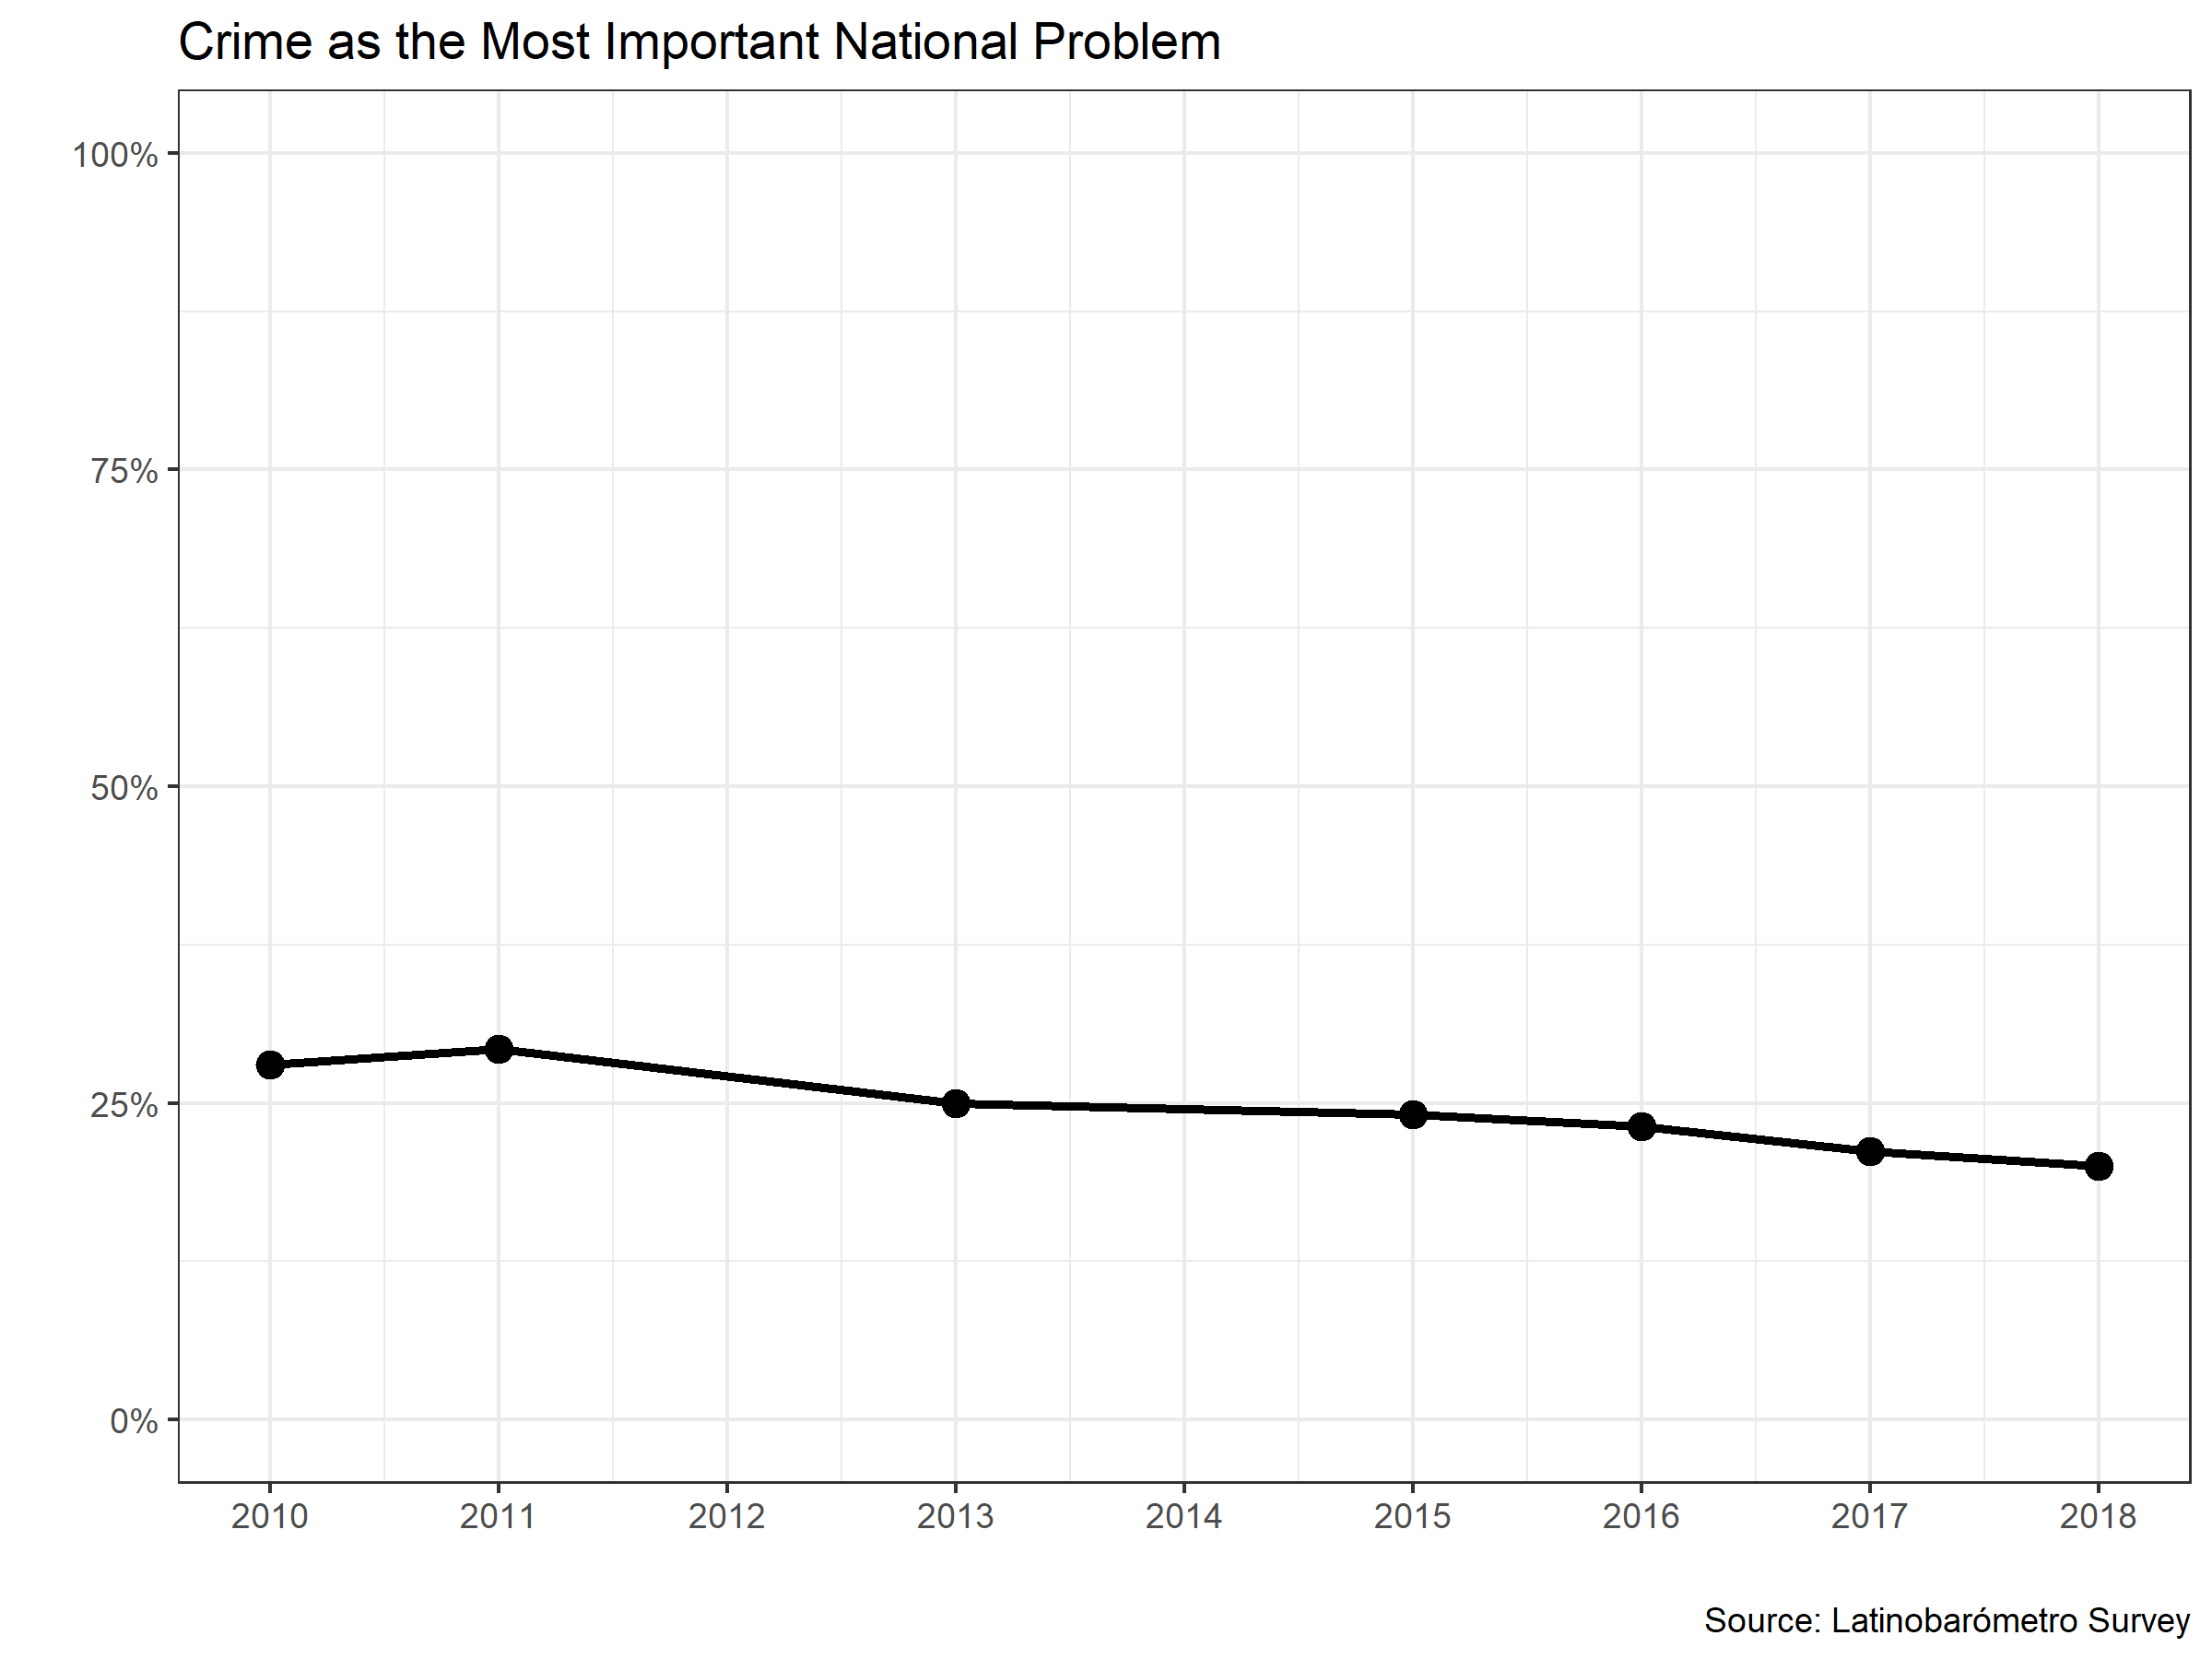 Crime as the Most Important National Problem
100%
75%
50%
25%
0%
2010 2011 2012 2013 2014 2015 2016 2017 2018
Source: Latinobarómetro Survey